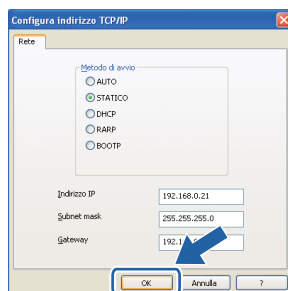 Configura indirizzo TCP/IP
Rete
Metodo di avvio
AUTO
STATICO
DHCP
RARP
BOOTP
Indirizzo IP 192.168.0.21
Subnet mask 255.255.255.0
Gateway
OK Annulla ?